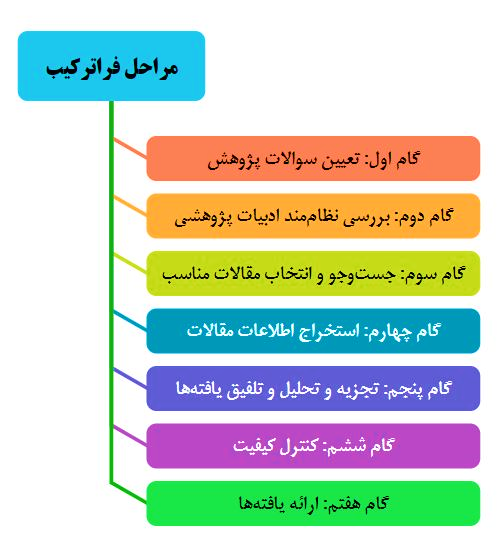 مراحل فراترکیب
گام اول: تعیین سوالات پژوهش
گام دوم: بررسی نظام‌مند ادبیات پژوهشی
گام سوم: جست‌وجو و انتخاب مقالات مناسب
گام چهارم: استخراج اطلاعات مقالات
گام پنجم: تجزیه و تحلیل و تلفیق یافته‌ها
گام ششم: کنترل کیفیت
گام هفتم: ارائه یافته‌ها